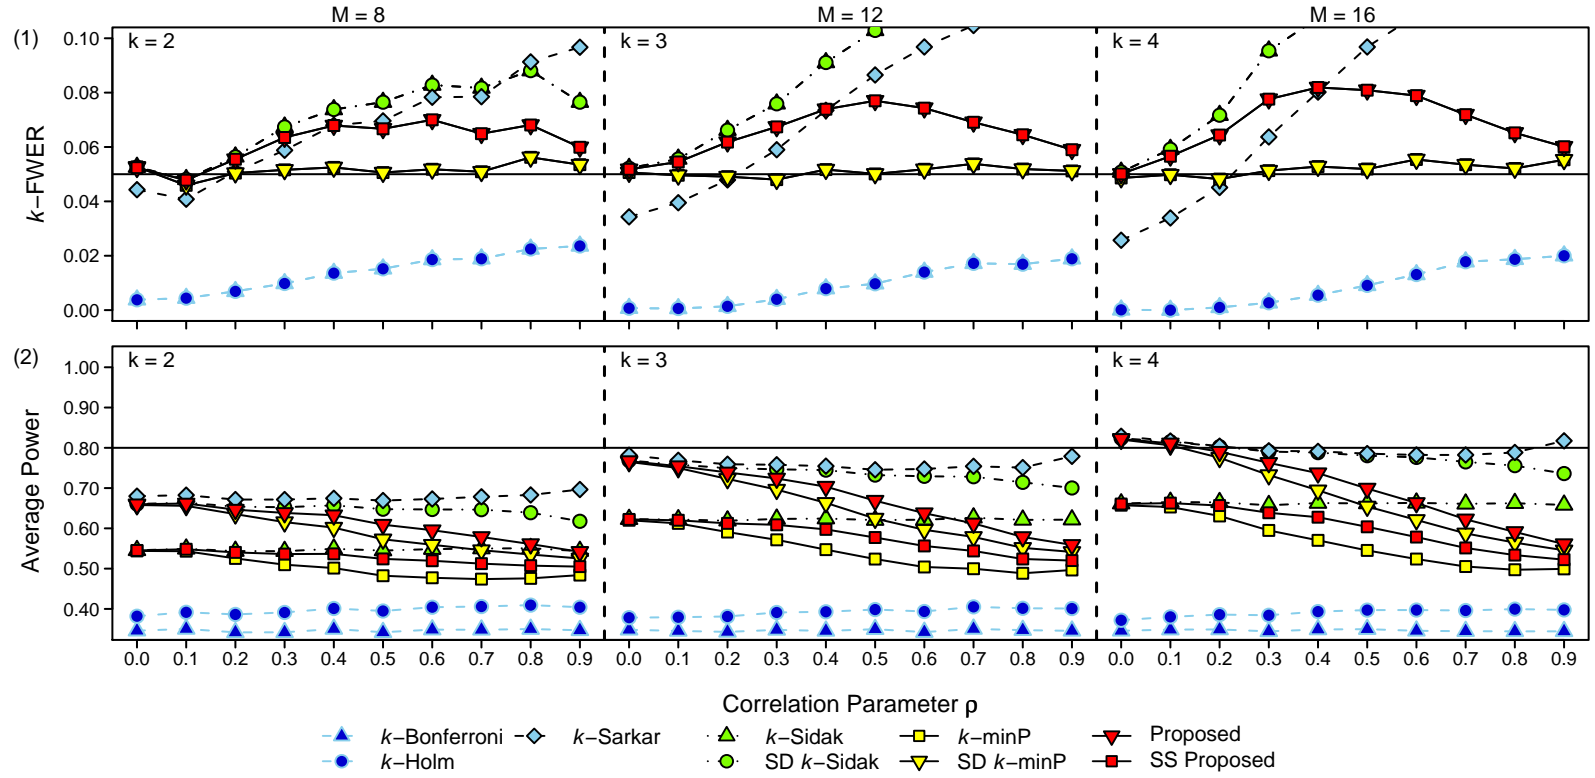 M = 8
M = 12
M = 16
(1)
k = 2
k = 3
k = 4
0.10
0.08
0.06
0.04
0.02
0.00
k−FWER
(2)
k = 2
k = 3
k = 4
1.00
0.90
0.80
0.70
0.60
0.50
0.40
Average Power
0.0 0.1 0.2 0.3 0.4 0.5 0.6 0.7 0.8 0.9
0.0 0.1 0.2 0.3 0.4 0.5 0.6 0.7 0.8 0.9
0.0 0.1 0.2 0.3 0.4 0.5 0.6 0.7 0.8 0.9
Correlation Parameter ρ
k−Bonferroni
k−Sarkar
k−Sidak
k−minP
Proposed
k−Holm
SD k−Sidak
SD k−minP
SS Proposed